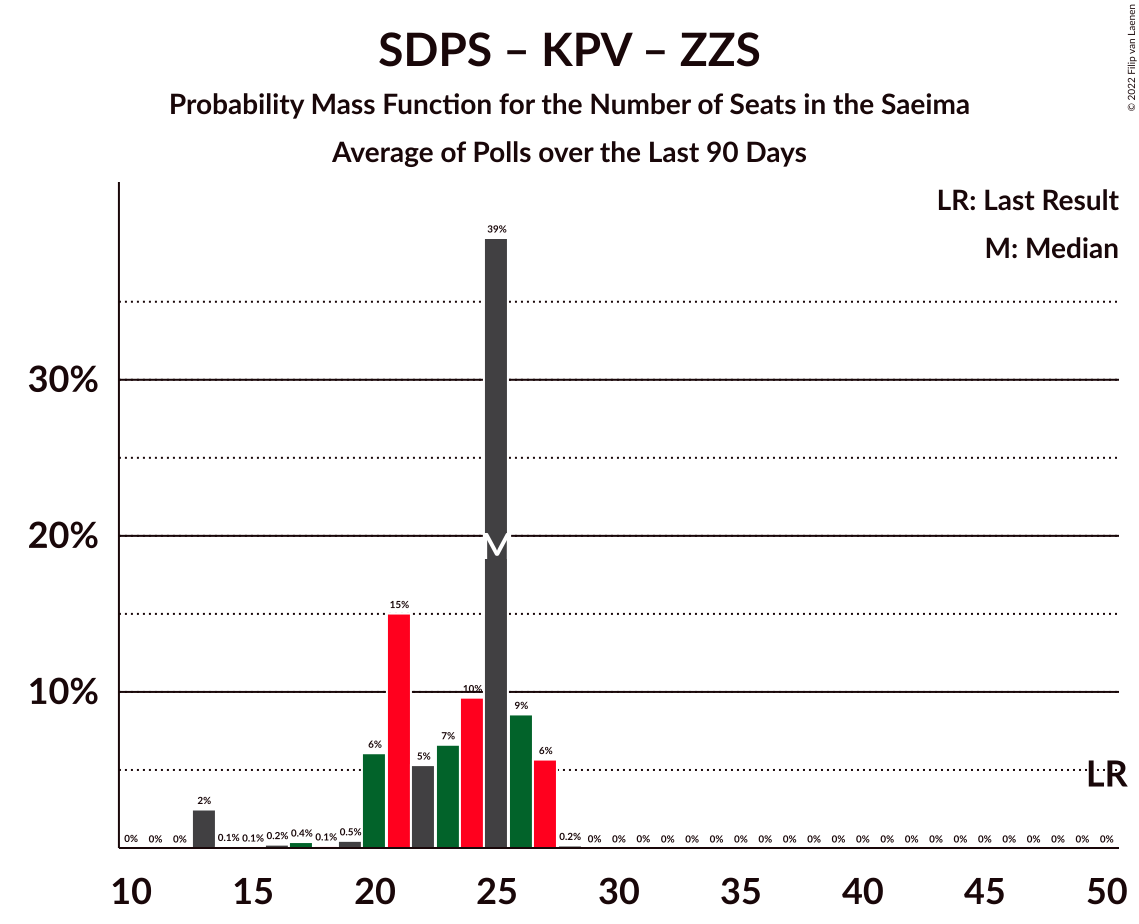 SDPS – KPV – ZZS
Probability Mass Function for the Number of Seats in the Saeima
Average of Polls over the Last 90 Days
© 2022 Filip van Laenen
LR: Last Result
M: Median
30%
20%
10%
0% 0% 0% 2% 0.1% 0.1% 0.2% 0.4% 0.1% 0.5% 6% 15% 5% 7% 10% 39% 9% 6% 0.2% 0% 0% 0% 0% 0% 0% 0% 0% 0% 0% 0% 0% 0% 0% 0% 0% 0% 0% 0% 0% 0% 0%
M
LR
10 15 20 25 30 35 40 45 50